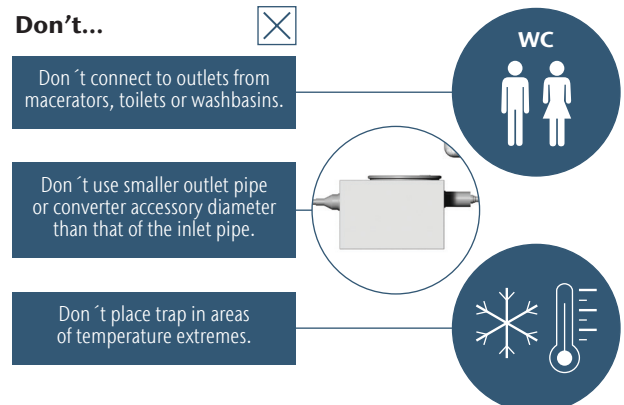 Don’t...
WC
Don ´t connect to outlets from
macerators, toilets or washbasins.
Don ´t use smaller outlet pipe
or converter accessory diameter
than that of the inlet pipe.
Don ´t place trap in areas
of temperature extremes.